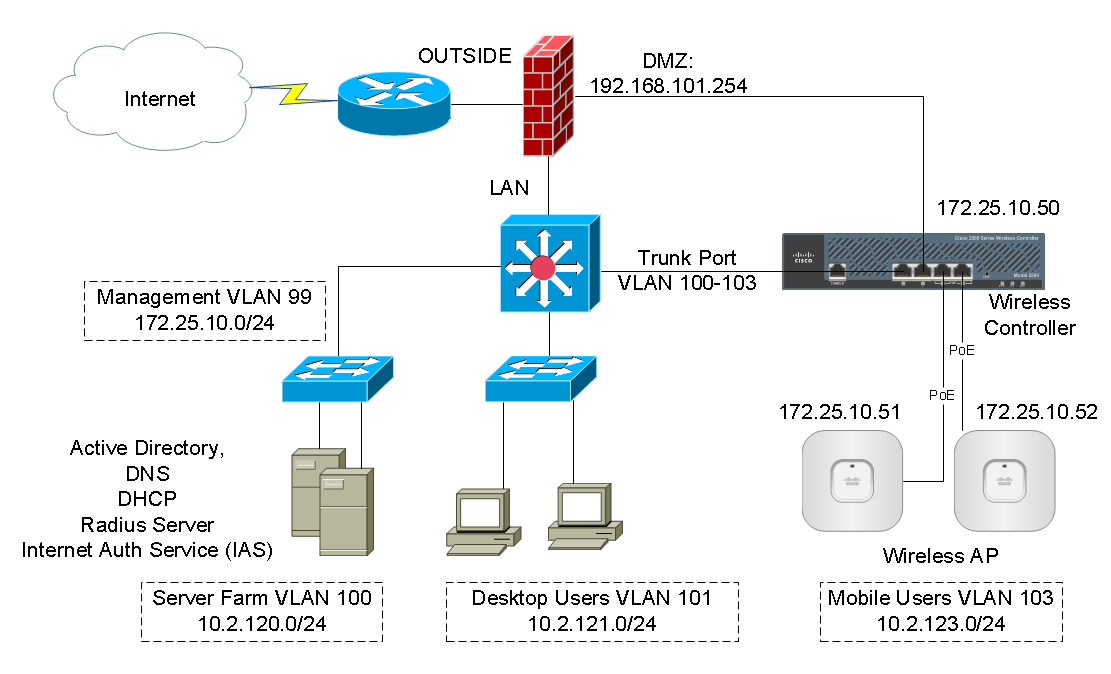 OUTSIDE
Internet
DMZ:
192.168.101.254
LAN
172.25.10.50
Cisco 2500 Series Wireless Controller
CISCO
CONSOLE
Model 2504
Trunk Port
VLAN 100-103
Wireless
Controller
Management VLAN 99
172.25.10.0/24
PoE
PoE
172.25.10.51
172.25.10.52
Active Directory,
DNS
DHCP
Radius Server
Internet Auth Service (IAS)
Wireless AP
Server Farm VLAN 100
10.2.120.0/24
Desktop Users VLAN 101
10.2.121.0/24
Mobile Users VLAN 103
10.2.123.0/24